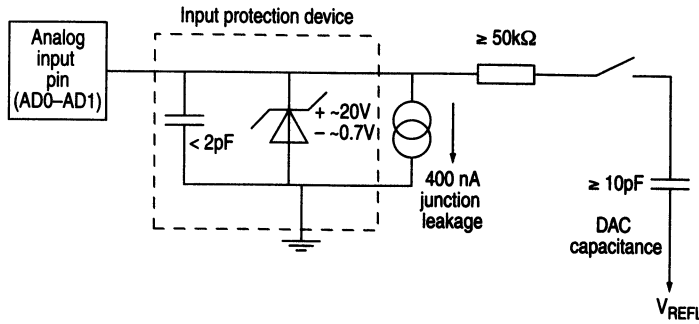 Input protection device
Analog
input
pin
(AD0–AD1)
≥ 50kΩ
+ ~20V
– ~0.7V
< 2pF
400 nA
junction
leakage
≥ 10pF
DAC
capacitance
VREFI